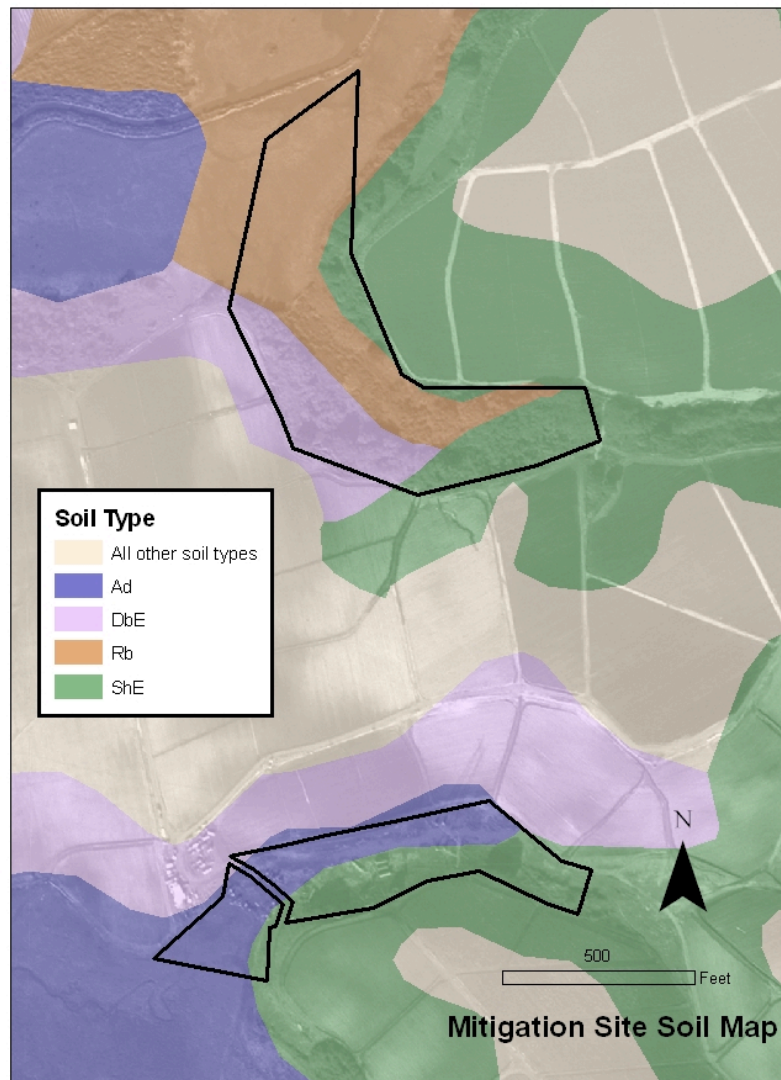 Soil Type
All other soil types
Ad
DbE
Rb
ShE
N
500
Feet
Mitigation Site Soil Map